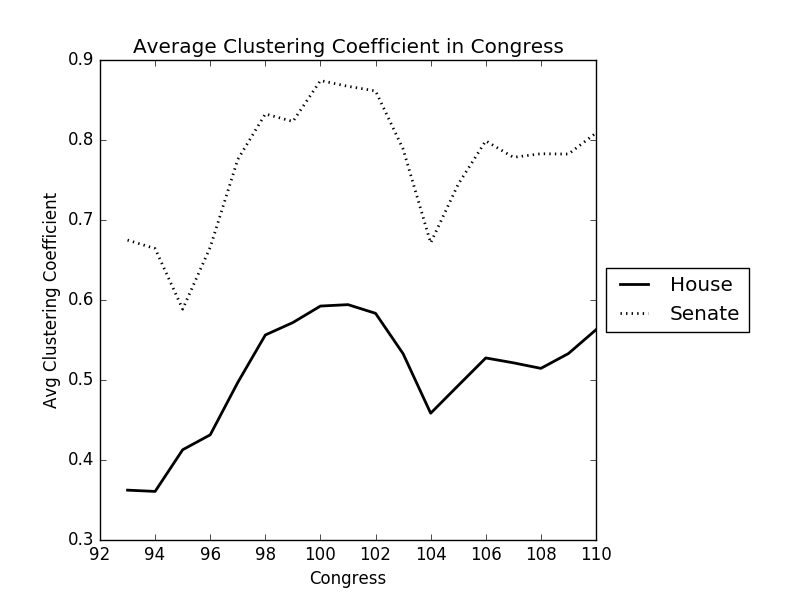 Average Clustering Coefficient in Congress
0.9
0.8
0.7
0.6
0.5
0.4
0.3
Avg Clustering Coefficient
92 94 96 98 100 102 104 106 108 110
Congress
House
Senate